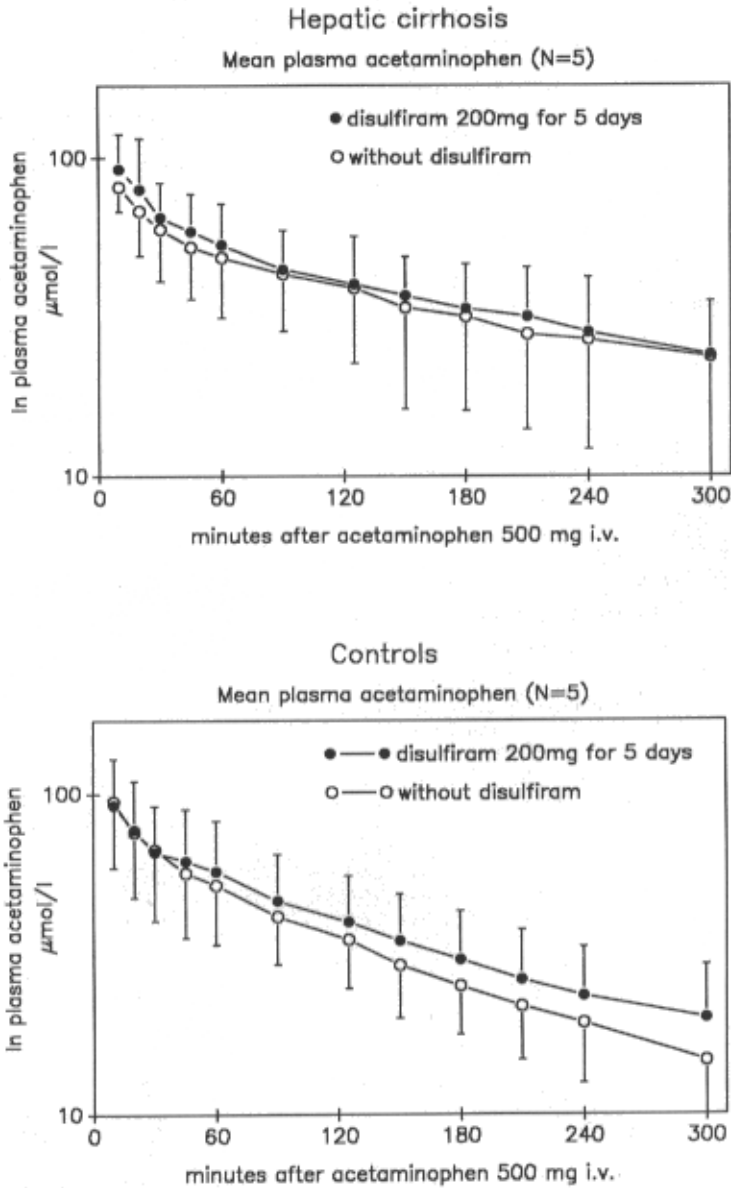 Hepatic cirrhosis
Mean plasma acetaminophen (N=5)
disulfiram 200mg for 5 days
without disulfiram
100
10
ln plasma acetaminophen
μmol/l
0 60 120 180 240 300
minutes after acetaminophen 500 mg i.v.
Controls
Mean plasma acetaminophen (N=5)
disulfiram 200mg for 5 days
without disulfiram
100
10
ln plasma acetaminophen
μmol/l
0 60 120 180 240 300
minutes after acetaminophen 500 mg i.v.